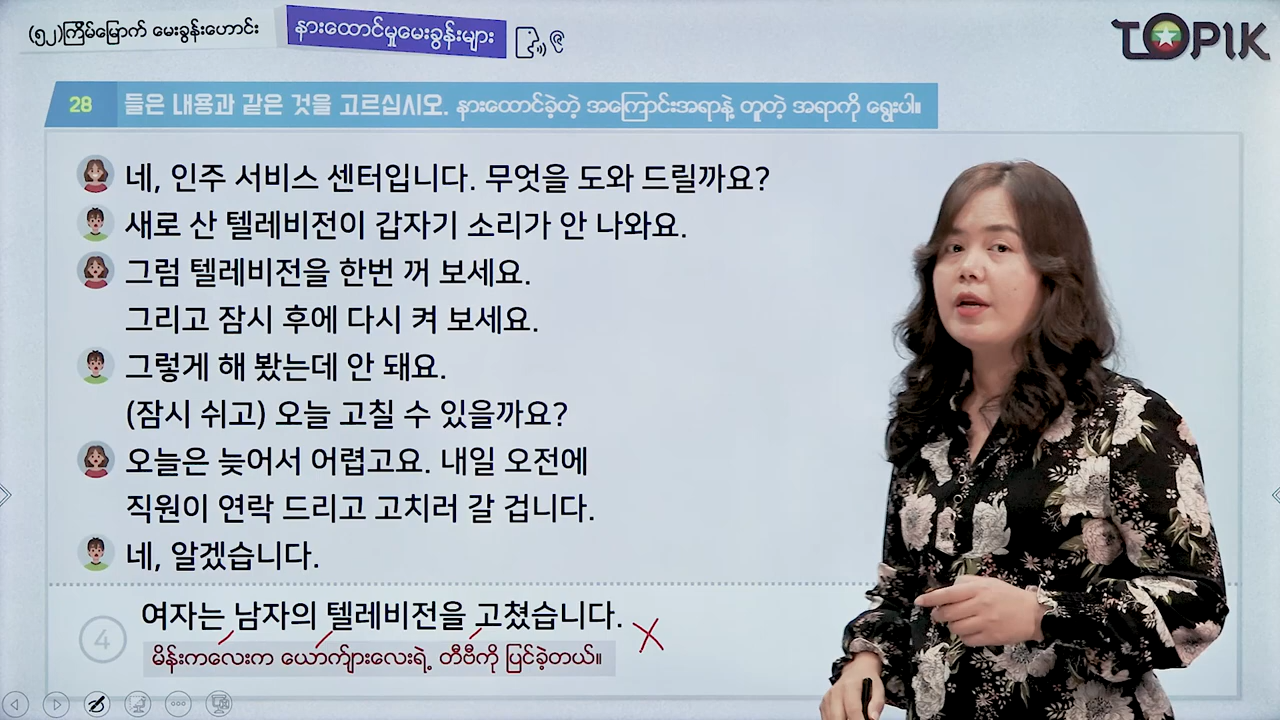 (၅၂)ကြိမ်မြောက် မေးခွန်းဟောင်း
နားထောင်မှုမေးခွန်းများ
TOPIK
28 들은 내용과 같은 것을 고르십시오. နားထောင်ခဲ့တဲ့ အကြောင်းအရာနဲ့ တူတဲ့ အရာကို ရွေးပါ။
네, 인주 서비스 센터입니다. 무엇을 도와 드릴까요?
새로 산 텔레비전이 갑자기 소리가 안 나와요.
그럼 텔레비전을 한번 꺼 보세요.
그리고 잠시 후에 다시 켜 보세요.
그렇게 해 봤는데 안 돼요.
(잠시 쉬고) 오늘 고칠 수 있을까요?
오늘은 늦어서 어렵고요. 내일 오전에
직원이 연락 드리고 고치러 갈 겁니다.
네, 알겠습니다.
4 여자는 남자의 텔레비전을 고쳤습니다.
မိန်းကလေးက ယောက်ျားလေးရဲ့ တီဗီကို ပြင်ခဲ့တယ်။